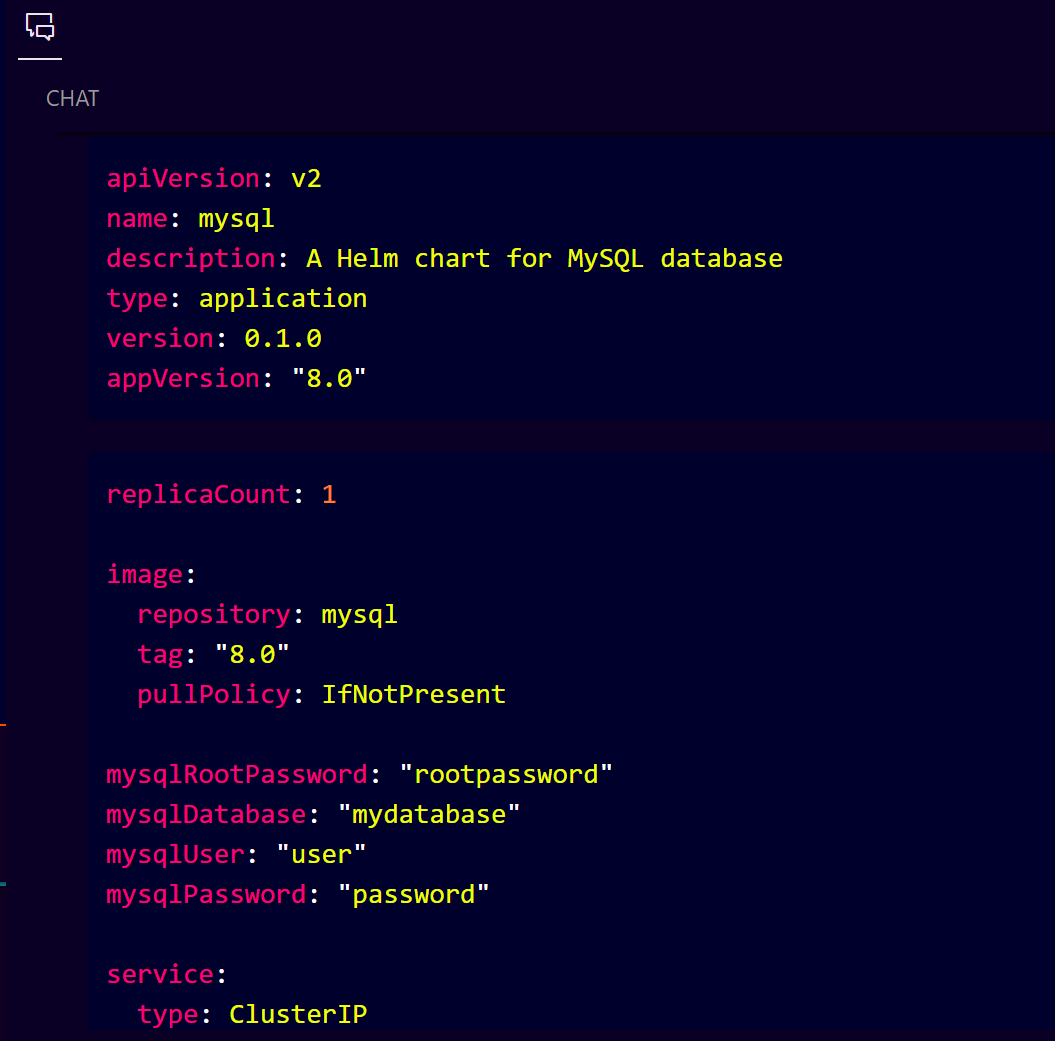 CHAT
apiVersion: v2
name: mysql
description: A Helm chart for MySQL database
type: application
version: 0.1.0
appVersion: "8.0"
replicaCount: 1
image:
  repository: mysql
  tag: "8.0"
  pullPolicy: IfNotPresent
mysqlRootPassword: "rootpassword"
mysqlDatabase: "mydatabase"
mysqlUser: "user"
mysqlPassword: "password"
service:
  type: ClusterIP